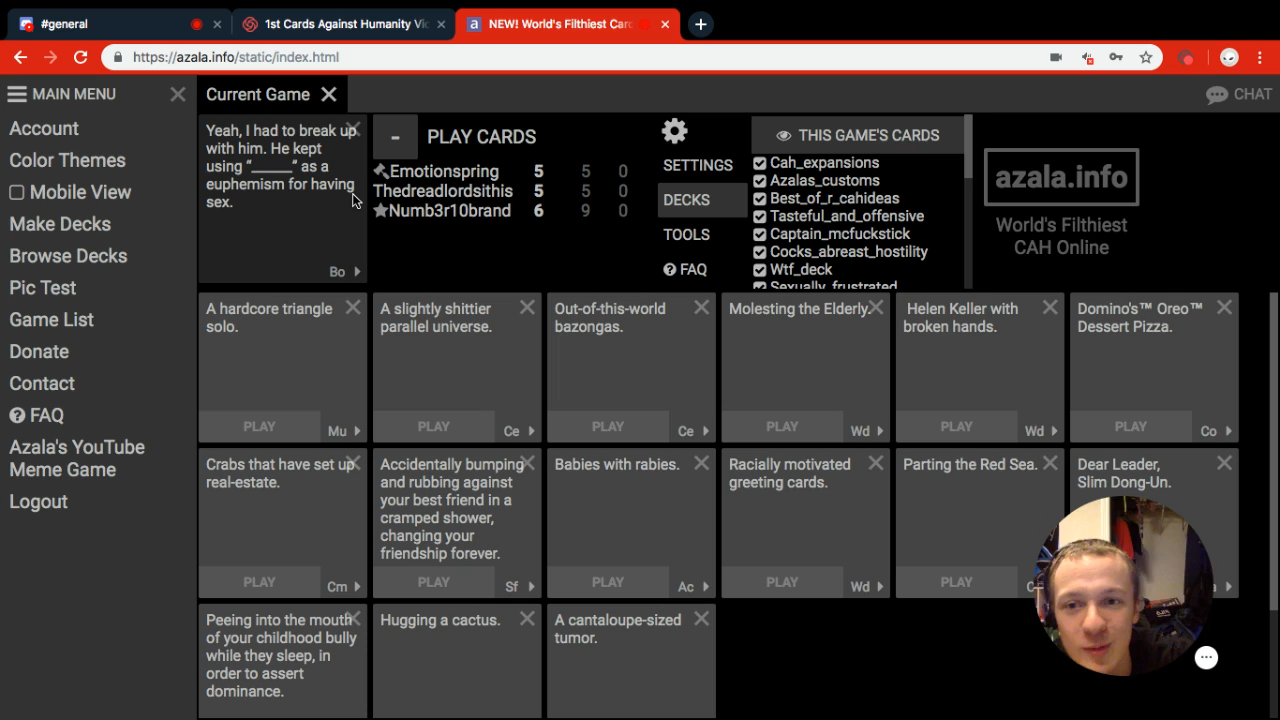 #general
1st Cards Against Humanity Vic
NEW! World's Filthiest Car
https://azala.info/static/index.html
MAIN MENU
Current Game
CHAT
Account
Color Themes
Mobile View
Make Decks
Browse Decks
Pic Test
Game List
Donate
Contact
FAQ
Azala's YouTube
Meme Game
Logout
Yeah, I had to break up
with him. He kept
using “______” as a
euphemism for having
sex.
Bo
-
PLAY CARDS
Emotionspring 5 5 0
Thedreadlordsithis 5 5 0
Numb3r10brand 6 9 0
SETTINGS
DECKS
TOOLS
FAQ
THIS GAME'S CARDS
Cah_expansions
Azalas_customs
Best_of_r_cahideas
Tasteful_and_offensive
Captain_mcfuckstick
Cocks_abreast_hostility
Wtf_deck
Sexually_frustrated
azala.info
World's Filthiest
CAH Online
A hardcore triangle
solo.
PLAY
Mu
A slightly shittier
parallel universe.
PLAY
Ce
Out-of-this-world
bazongas.
PLAY
Ce
Molesting the Elderly.
PLAY
Wd
Helen Keller with
broken hands.
PLAY
Wd
Domino's™ Oreo™
Dessert Pizza.
PLAY
Co
Crabs that have set up
real-estate.
PLAY
Cm
Accidentally bumping
and rubbing against
your best friend in a
cramped shower,
changing your
friendship forever.
PLAY
Sf
Babies with rabies.
PLAY
Ac
Racially motivated
greeting cards.
PLAY
Wd
Parting the Red Sea.
PLAY
Dear Leader,
Slim Dong-Un.
Peeing into the mouth
of your childhood bully
while they sleep, in
order to assert
dominance.
Hugging a cactus.
A cantaloupe-sized
tumor.